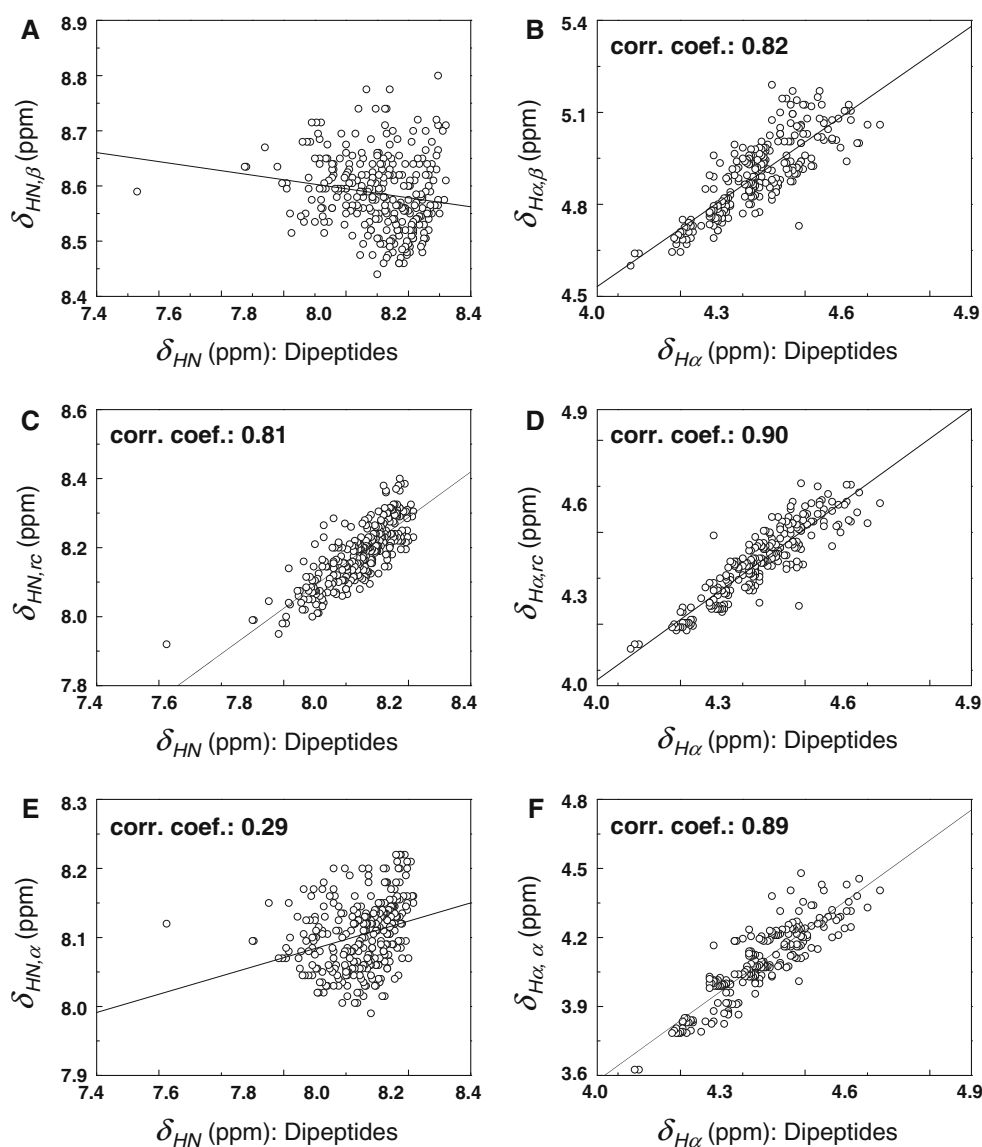 A
8.9
8.8
8.7
8.6
8.5
8.4
7.4 7.6 7.8 8.0 8.2 8.4
δHN,β (ppm)
δHN (ppm): Dipeptides
B
corr. coef.: 0.82
5.4
5.1
4.8
4.5
4.0 4.3 4.6 4.9
δHα,β (ppm)
δHα (ppm): Dipeptides
C
corr. coef.: 0.81
8.6
8.4
8.2
8.0
7.8
7.4 7.6 7.8 8.0 8.2 8.4
δHN,rc (ppm)
δHN (ppm): Dipeptides
D
corr. coef.: 0.90
4.9
4.6
4.3
4.0
4.0 4.3 4.6 4.9
δHα,rc (ppm)
δHα (ppm): Dipeptides
E
corr. coef.: 0.29
8.3
8.2
8.1
8.0
7.9
7.4 7.6 7.8 8.0 8.2 8.4
δHN,α (ppm)
δHN (ppm): Dipeptides
F
corr. coef.: 0.89
4.8
4.5
4.2
3.9
3.6
4.0 4.3 4.6 4.9
δHα, α (ppm)
δHα (ppm): Dipeptides